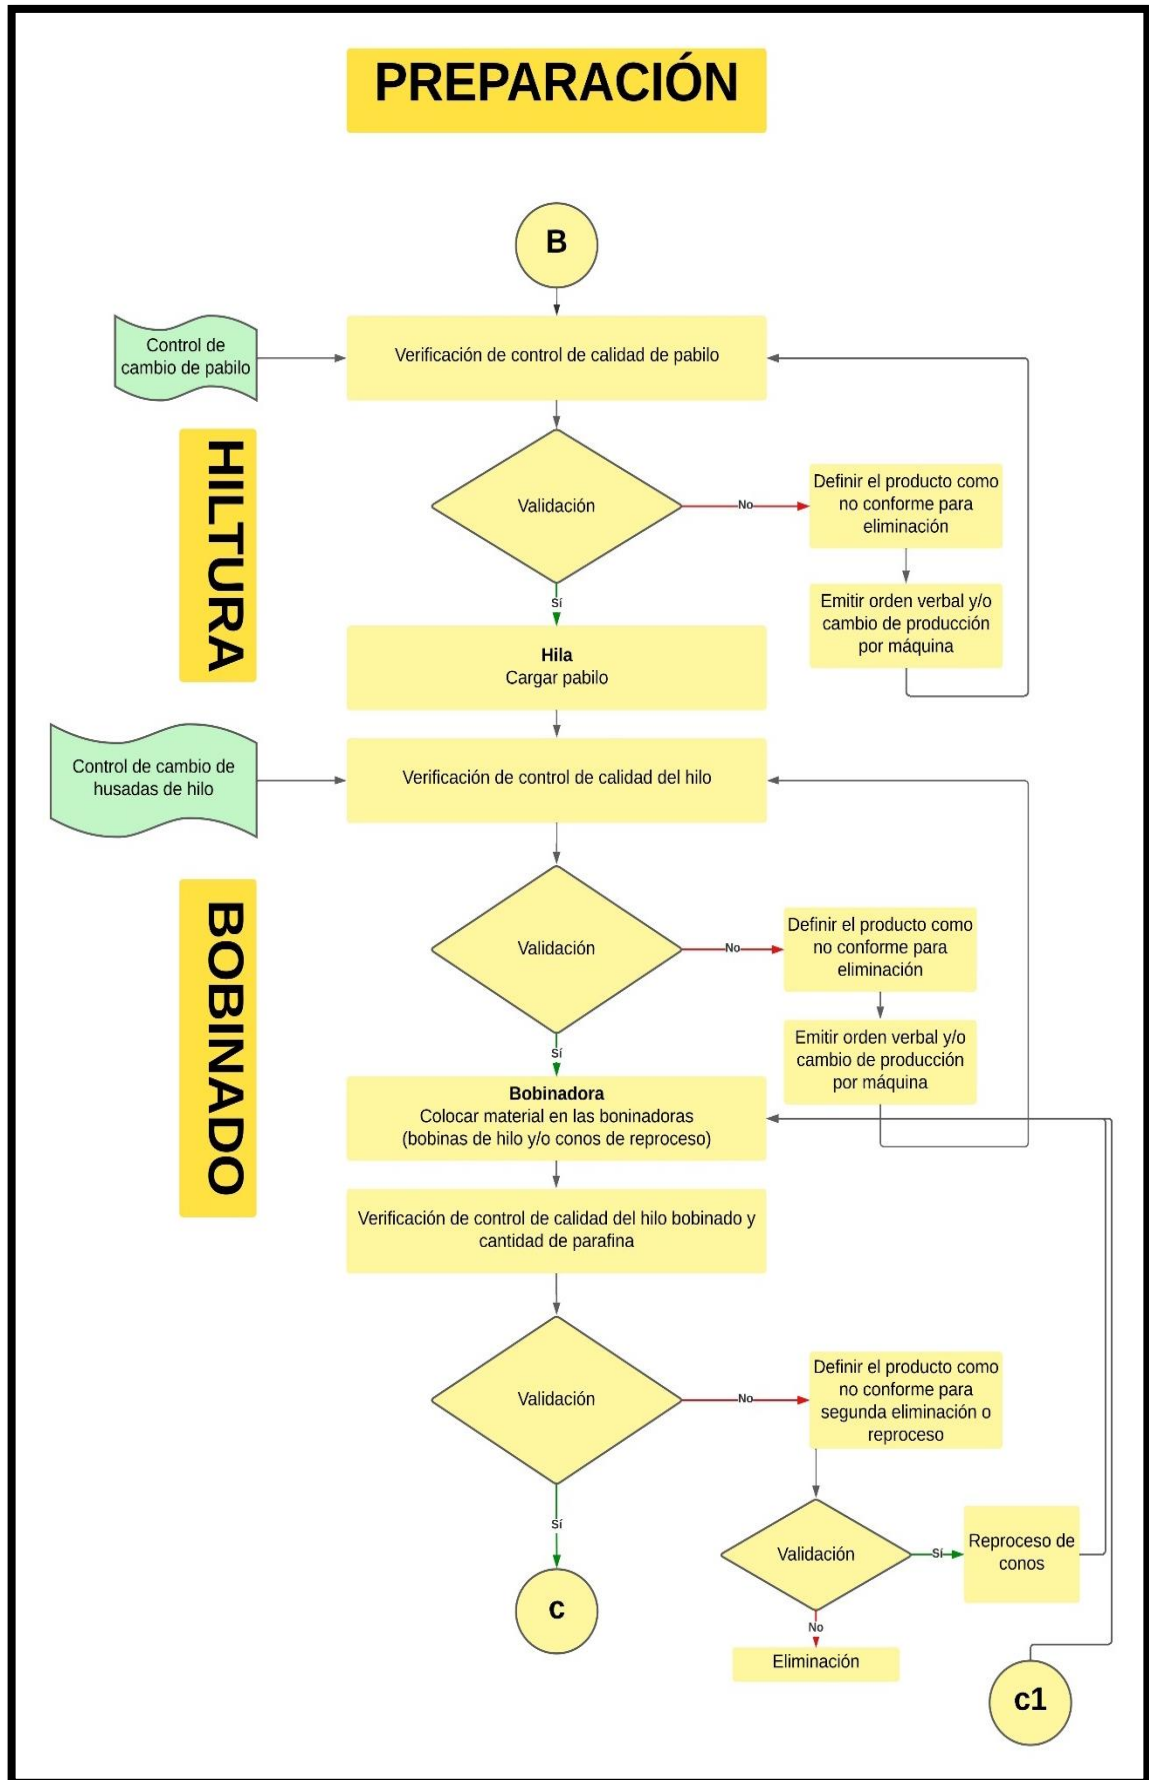 PREPARACIÓN
B
Control de
cambio de pabilo
Verificación de control de calidad de pabilo
HILTURA
Validación
No
Definir el producto como
no conforme para
eliminación
Sí
Emitir orden verbal y/o
cambio de producción
por máquina
Hila
Cargar pabilo
Control de cambio de
husadas de hilo
Verificación de control de calidad del hilo
BOBINADO
Validación
No
Definir el producto como
no conforme para
eliminación
Sí
Emitir orden verbal y/o
cambio de producción
por máquina
Bobinadora
Colocar material en las boninadoras
(bobinas de hilo y/o conos de reproceso)
Verificación de control de calidad del hilo bobinado y
cantidad de parafina
Validación
No
Definir el producto como
no conforme para
segunda eliminación o
reproceso
Sí
Validación
Sí
Reproceso de
conos
c
No
Eliminación
c1